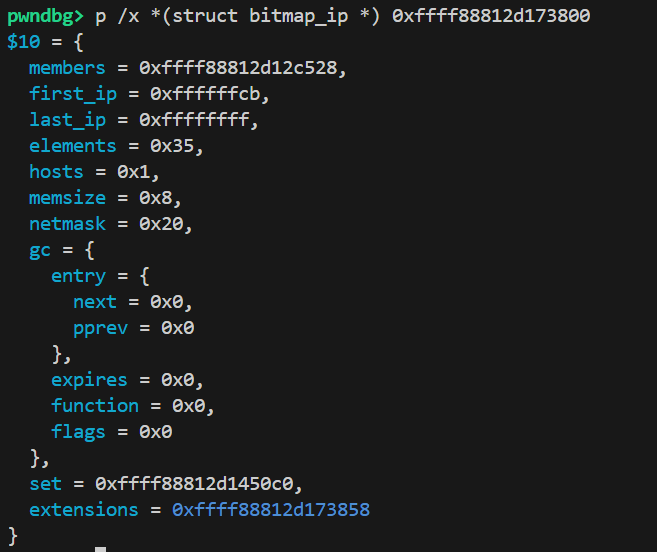 pwndbg> p /x *(struct bitmap_ip *) 0xffff88812d173800
$10 = {
  members = 0xffff88812d12c528,
  first_ip = 0xffffffcb,
  last_ip = 0xffffffff,
  elements = 0x35,
  hosts = 0x1,
  memsize = 0x8,
  netmask = 0x20,
  gc = {
    entry = {
      next = 0x0,
      pprev = 0x0
    },
    expires = 0x0,
    function = 0x0,
    flags = 0x0
  },
  set = 0xffff88812d1450c0,
  extensions = 0xffff88812d173858
}